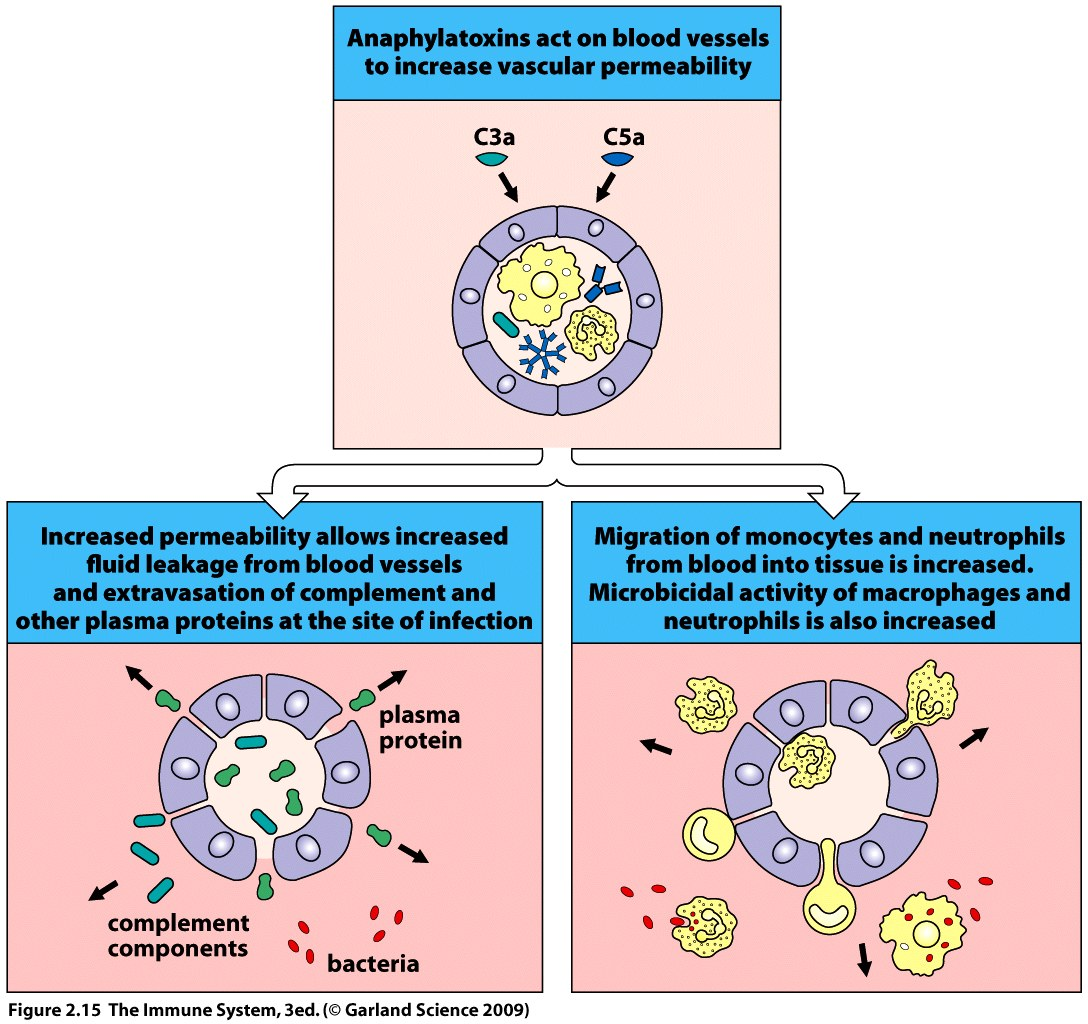 Anaphylatoxins act on blood vessels
to increase vascular permeability
C3a
C5a
Increased permeability allows increased
fluid leakage from blood vessels
and extravasation of complement and
other plasma proteins at the site of infection
plasma
protein
complement
components
bacteria
Migration of monocytes and neutrophils
from blood into tissue is increased.
Microbicidal activity of macrophages and
neutrophils is also increased
Figure 2.15 The Immune System, 3ed. (© Garland Science 2009)